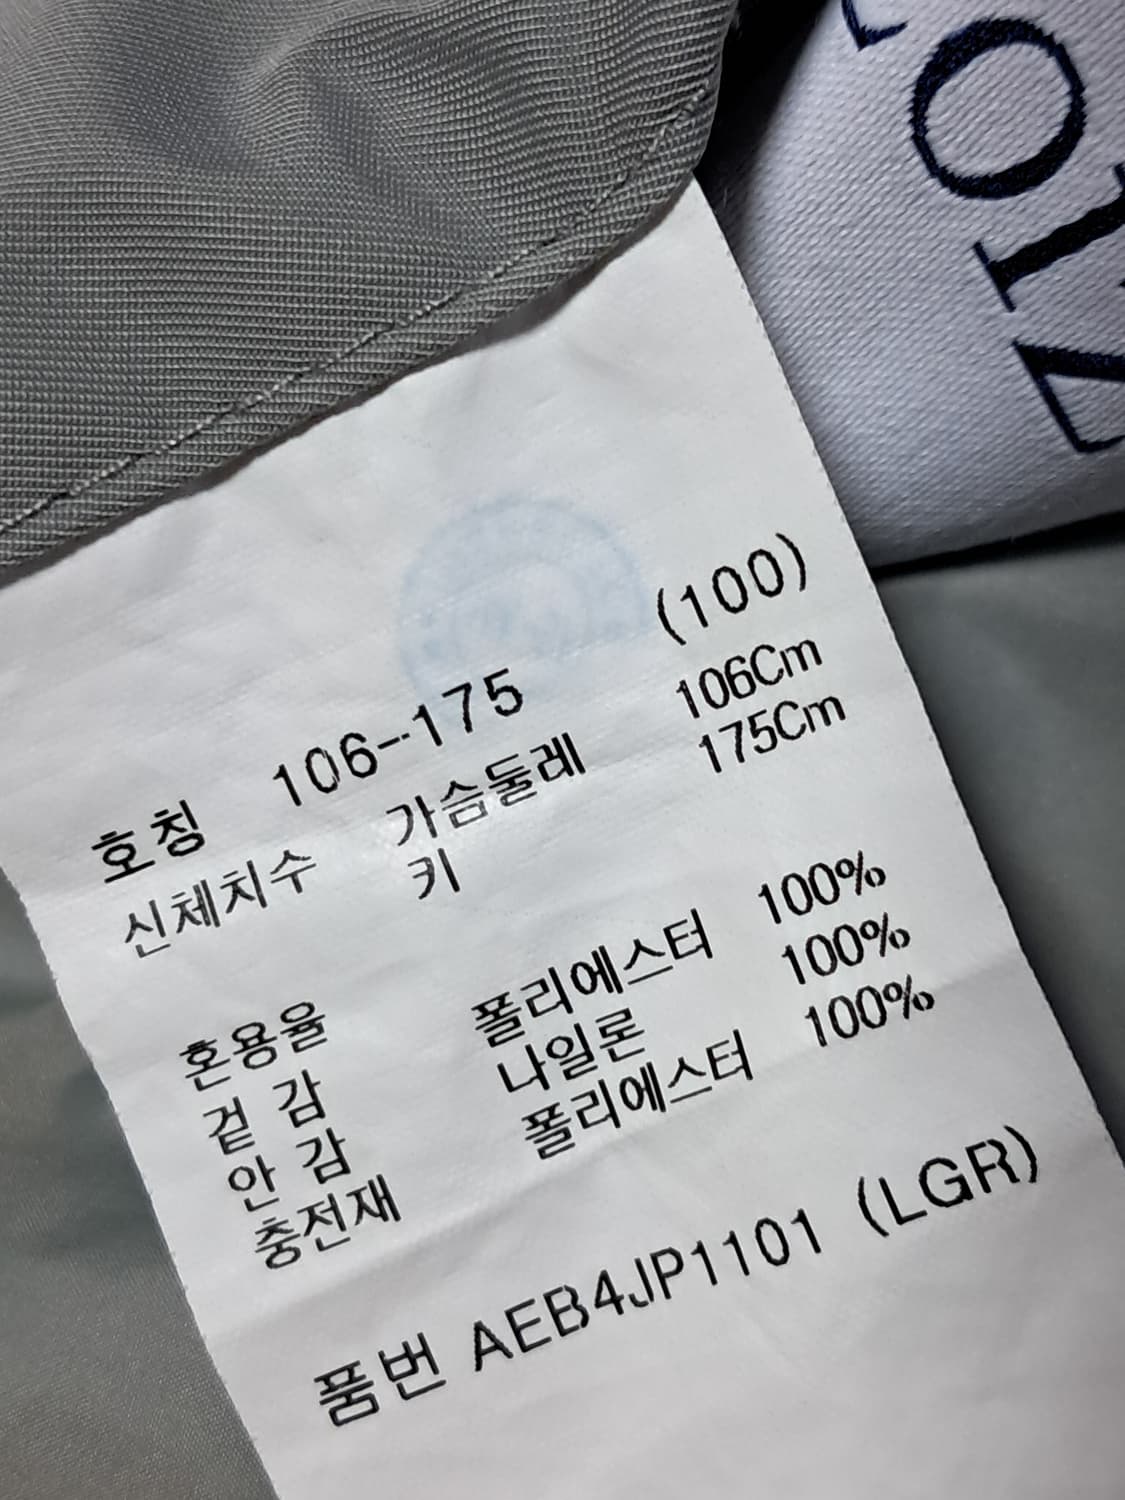 (100)
호칭 106-175
신체치수 가슴둘레 106Cm
키 175Cm
혼용율
겉 감 폴리에스터 100%
안 감 나일론 100%
충전재 폴리에스터 100%
품번 AEB4JP1101 (LGR)